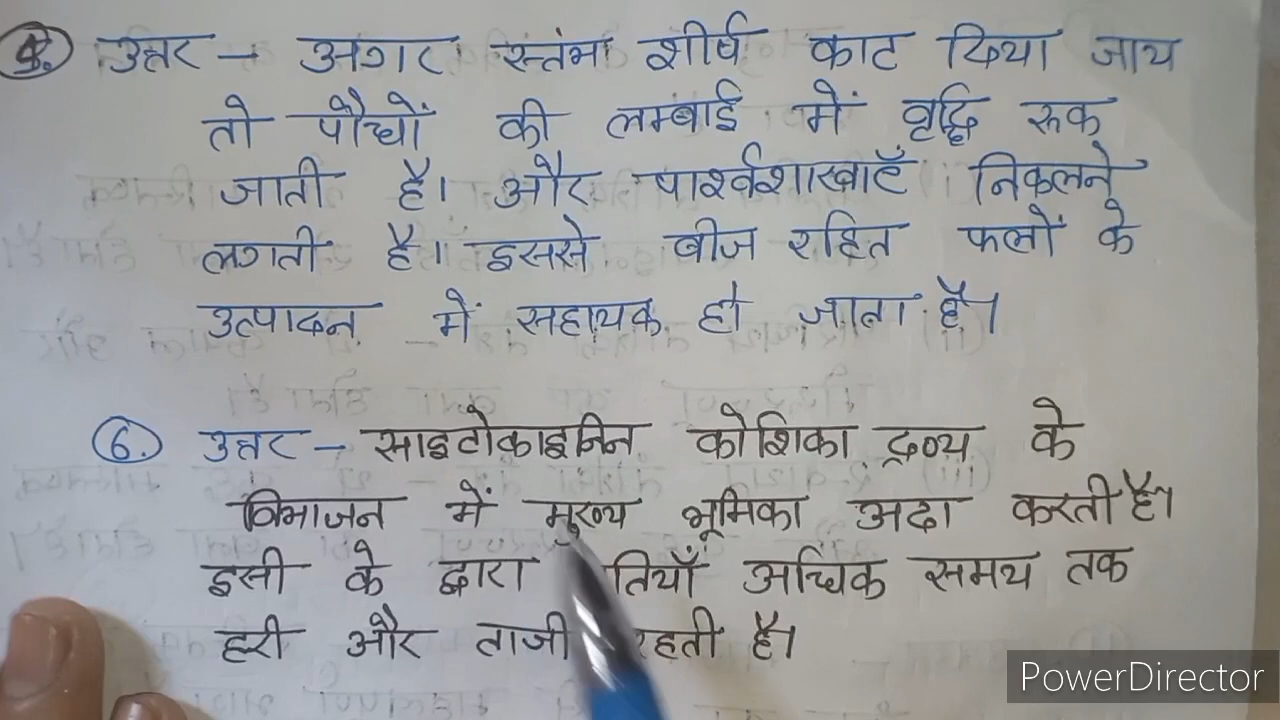 5. उत्तर → अगर स्तंभ शीर्ष काट दिया जाय
तो पौधों की लम्बाई में वृद्धि रूक
जाती है। और पार्श्वशाखाएँ निकलने
लगती है। इससे बीज रहित फलों के
उत्पादन में सहायक हो जाता है।
6. उत्तर – साइटोकाइनिन कोशिका द्रव्य के
विभाजन में मुख्य भूमिका अदा करती है।
इसी के द्वारा अधिक समय तक
हरी और ताजी रहती है।
PowerDirector